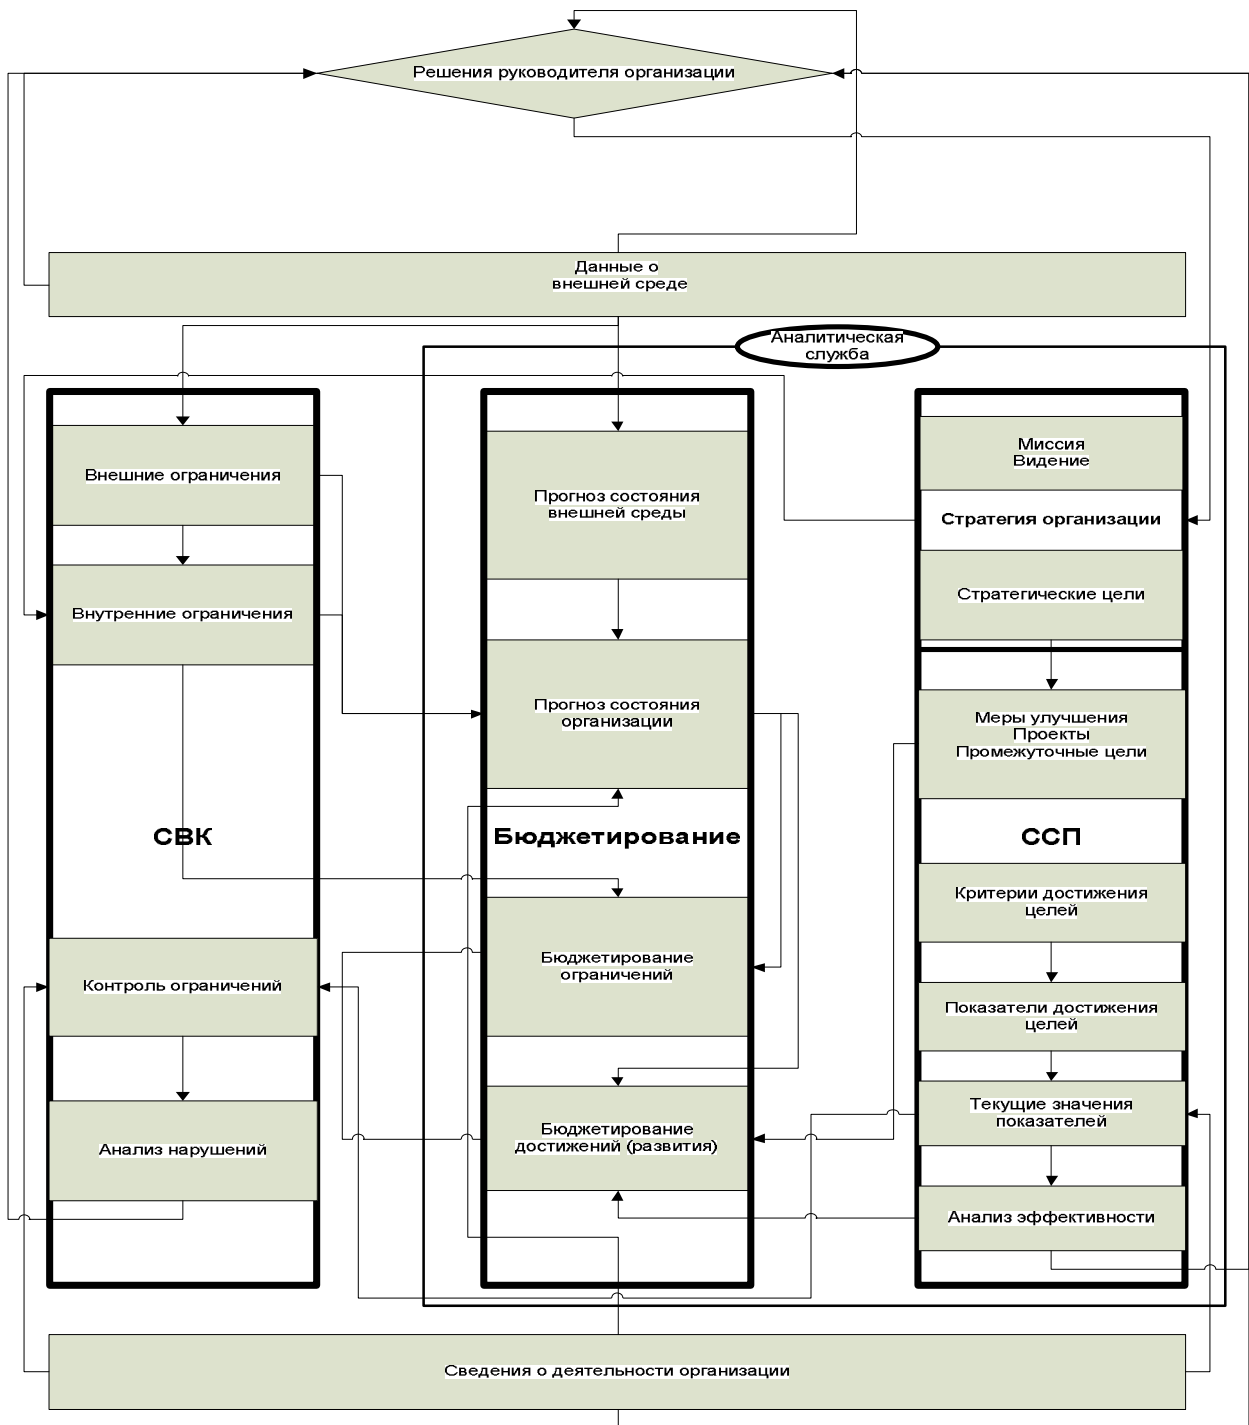 Решения руководителя организации
Данные о
внешней среде
Аналитическая
служба
Внешние ограничения
Внутренние ограничения
СВК
Контроль ограничений
Анализ нарушений
Прогноз состояния
внешней среды
Прогноз состояния
организации
Бюджетирование
Бюджетирование
ограничений
Бюджетирование
достижений (развития)
Миссия
Видение
Стратегия организации
Стратегические цели
Меры улучшения
Проекты
Промежуточные цели
ССП
Критерии достижения
целей
Показатели достижения
целей
Текущие значения
показателей
Анализ эффективности
Сведения о деятельности организации